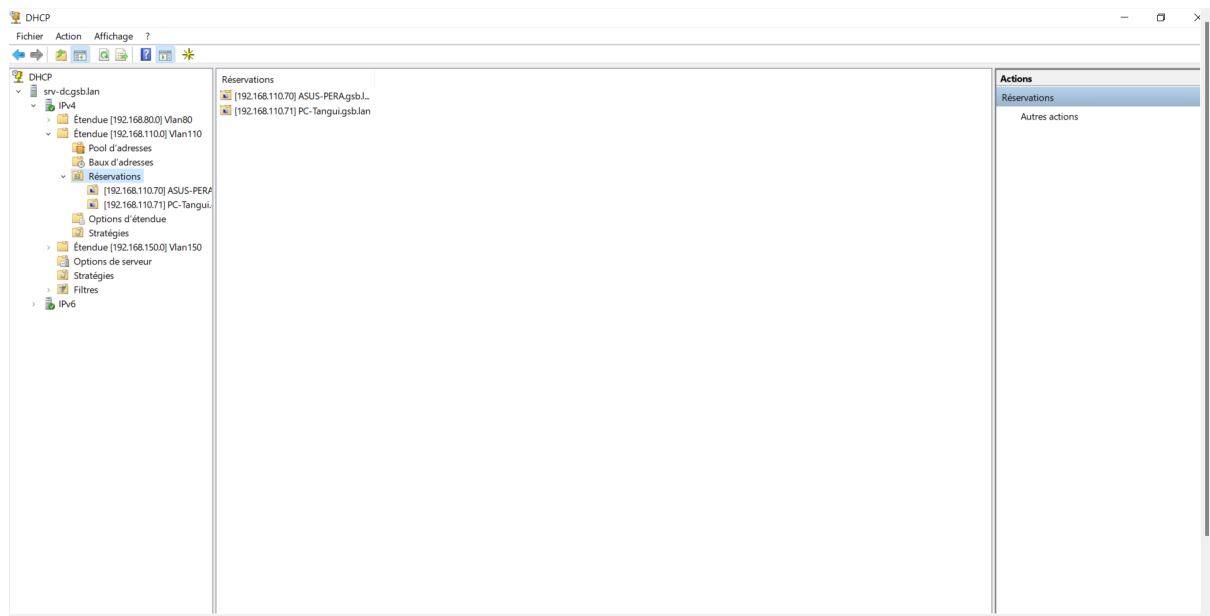 DHCP
Fichier Action Affichage ?
DHCP
srv-dc.gsb.lan
IPv4
Étendue [192.168.80.0] Vlan80
Étendue [192.168.110.0] Vlan110
Pool d'adresses
Baux d'adresses
Réservations
[192.168.110.70] ASUS-PERA
[192.168.110.71] PC-Tangui.
Options d'étendue
Stratégies
Étendue [192.168.150.0] Vlan150
Options de serveur
Stratégies
Filtres
IPv6
Réservations
[192.168.110.70] ASUS-PERA.gsb.l...
[192.168.110.71] PC-Tangui.gsb.lan
Actions
Réservations
Autres actions